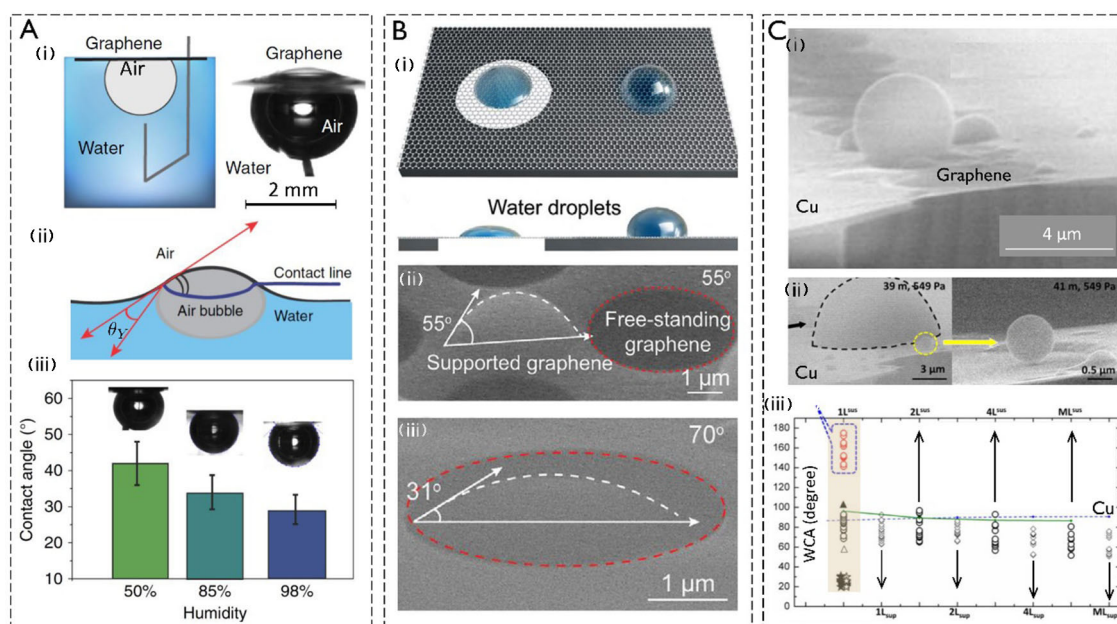 A
(i)
Graphene
Air
Water
Air
Water
2 mm
(ii)
Air
Contact line
Air bubble
Water
θY
(iii)
Contact angle (°)
60
50
40
30
20
10
50%
85%
98%
Humidity
B
(i)
Water droplets
(ii)
55°
55°
Free-standing
graphene
Supported graphene
1 μm
(iii)
70°
31°
1 μm
C
(i)
Graphene
Cu
4 μm
(ii)
39 m, 549 Pa
41 m, 549 Pa
Cu
3 μm
0.5 μm
(iii)
1Lsus
2Lsus
4Lsus
MLsus
WCA (degree)
180
160
140
120
100
80
60
40
20
0
Cu
1Lsup
2Lsup
4Lsup
MLsup